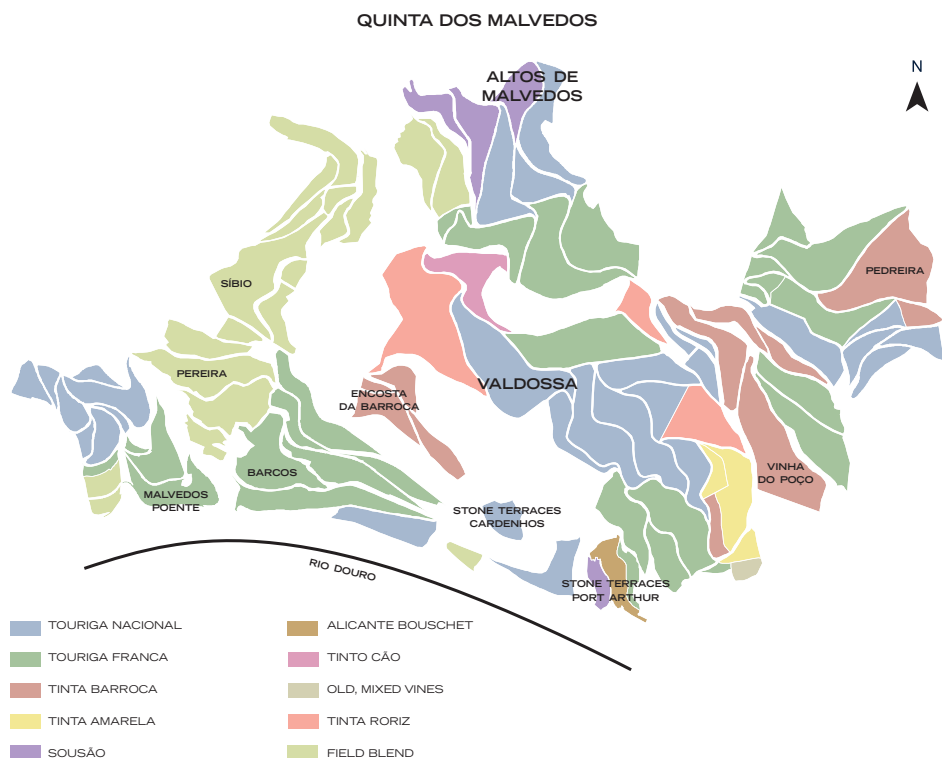 QUINTA DOS MALVEDOS
N
ALTOS DE
MALVEDOS
PEDREIRA
SÍBIO
PEREIRA
VALDOSSA
ENCOSTA
DA BARROCA
BARCOS
VINHA
DO POÇO
MALVEDOS
POENTE
STONE TERRACES
CARDENHOS
RIO DOURO
STONE TERRACES
PORT ARTHUR
TOURIGA NACIONAL
TOURIGA FRANCA
TINTA BARROCA
TINTA AMARELA
SOUSÃO
ALICANTE BOUSCHET
TINTO CÃO
OLD, MIXED VINES
TINTA RORIZ
FIELD BLEND